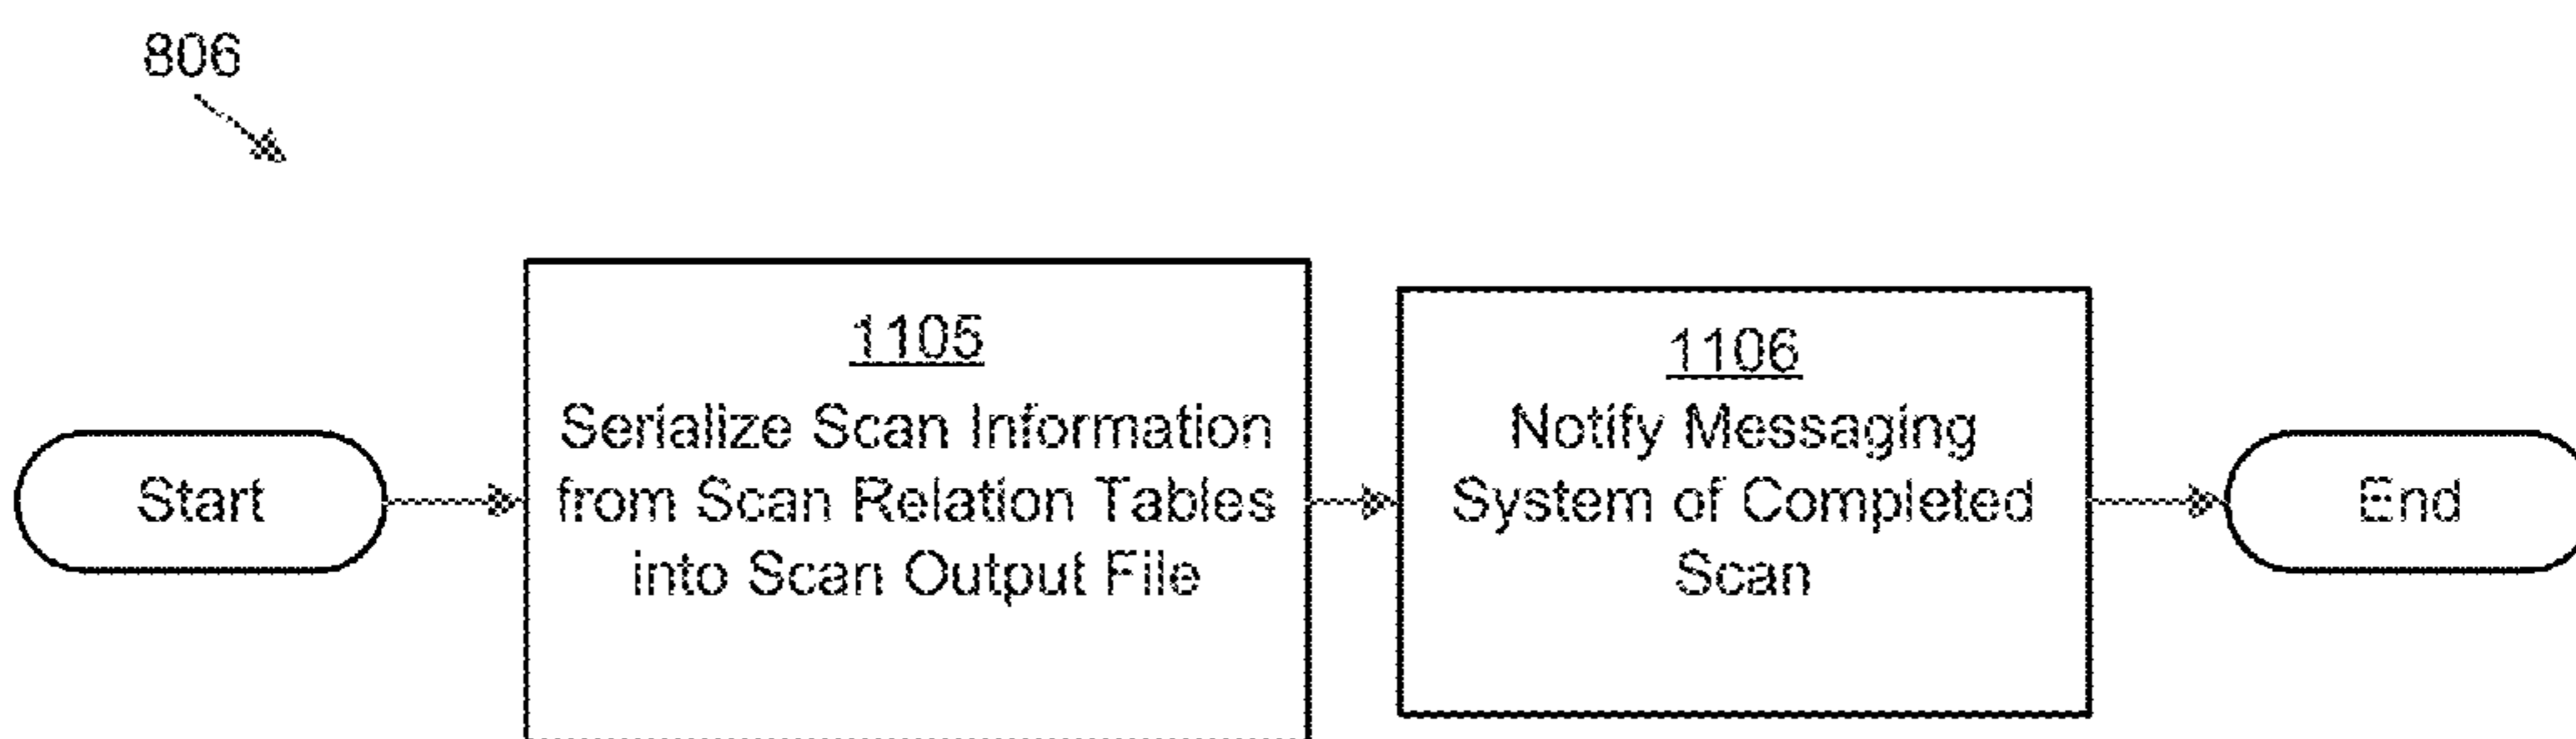 806
Start
1105
Serialize Scan Information
from Scan Relation Tables
into Scan Output File
1106
Notify Messaging
System of Completed
Scan
End